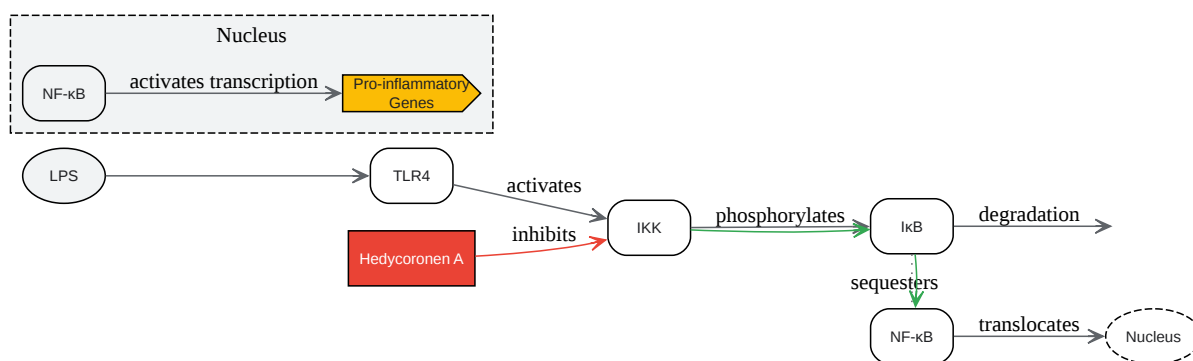 Nucleus
NF-κB
activates transcription
Pro-inflammatory
Genes
LPS
TLR4
activates
inhibits
Hedycoronen A
IKK
phosphorylates
IκB
degradation
sequesters
NF-κB
translocates
Nucleus